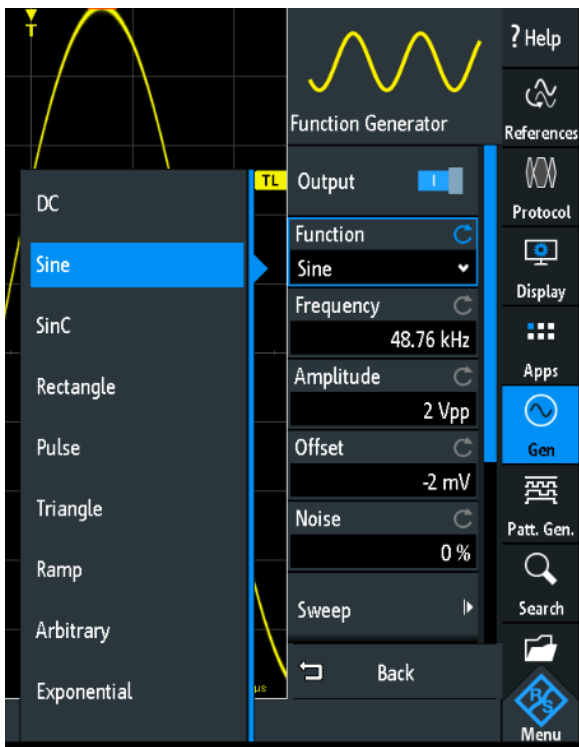 T
TL
µs
DC
Sine
SinC
Rectangle
Pulse
Triangle
Ramp
Arbitrary
Exponential
Function Generator
Output
I
Function
Sine
Frequency
48.76 kHz
Amplitude
2 Vpp
Offset
-2 mV
Noise
0 %
Sweep
Back
? Help
References
Protocol
Display
Apps
Gen
Patt. Gen.
Search
R/S
Menu